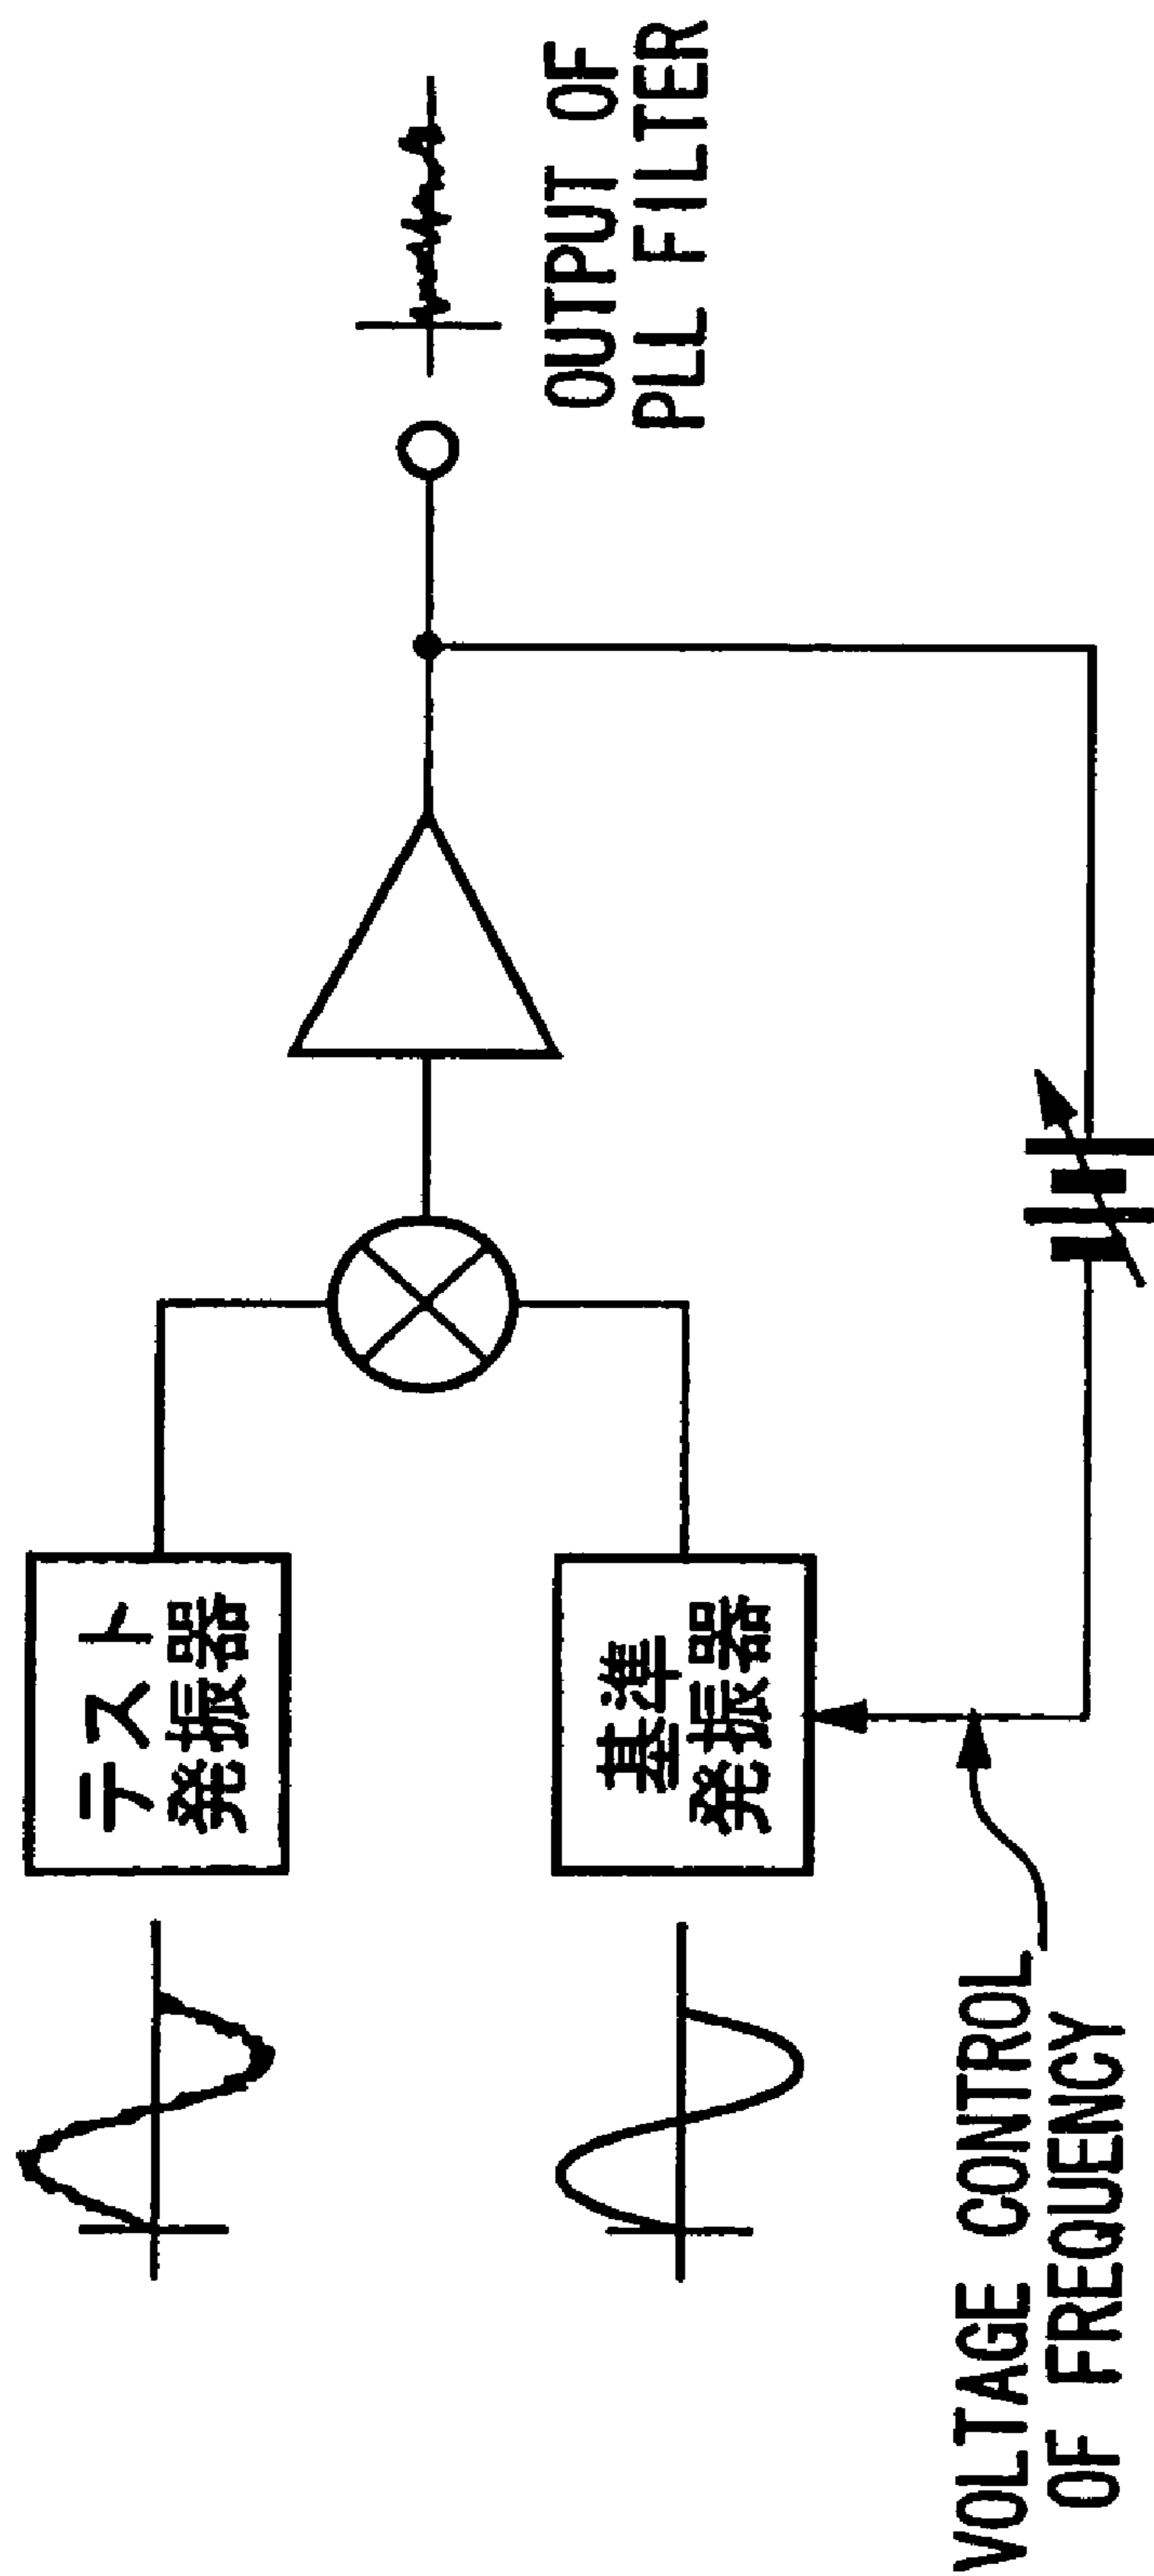 テスト
発振器
基準
発振器
OUTPUT OF
PLL FILTER
VOLTAGE CONTROL
OF FREQUENCY